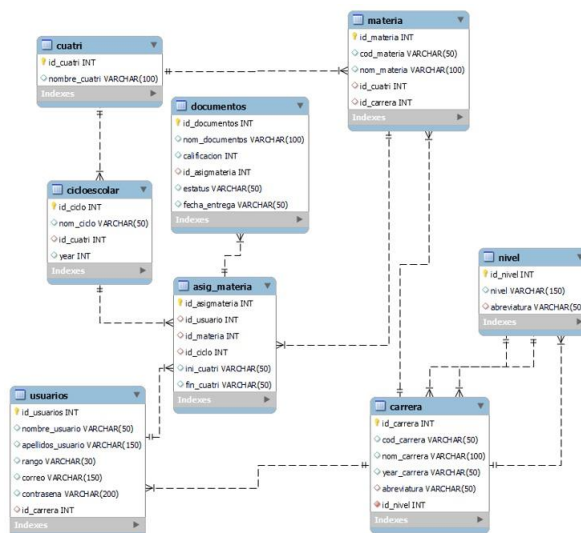 cuatri
id_cuatri INT
nombre_cuatri VARCHAR(100)
Indexes
materia
id_materia INT
cod_materia VARCHAR(50)
nom_materia VARCHAR(100)
id_cuatri INT
id_carrera INT
Indexes
documentos
id_documentos INT
nom_documentos VARCHAR(100)
calificacion INT
id_asigmateria INT
estatus VARCHAR(50)
fecha_entrega VARCHAR(50)
Indexes
cicloescolar
id_ciclo INT
nom_ciclo VARCHAR(50)
id_cuatri INT
year INT
Indexes
nivel
id_nivel INT
nivel VARCHAR(150)
abreviatura VARCHAR(50)
Indexes
asig_materia
id_asigmateria INT
id_usuario INT
id_materia INT
id_ciclo INT
ini_cuatri VARCHAR(50)
fin_cuatri VARCHAR(50)
Indexes
usuarios
id_usuarios INT
nombre_usuario VARCHAR(50)
apellidos_usuario VARCHAR(150)
rango VARCHAR(30)
correo VARCHAR(150)
contrasena VARCHAR(200)
id_carrera INT
Indexes
carrera
id_carrera INT
cod_carrera VARCHAR(50)
nom_carrera VARCHAR(100)
year_carrera VARCHAR(50)
abreviatura VARCHAR(50)
id_nivel INT
Indexes